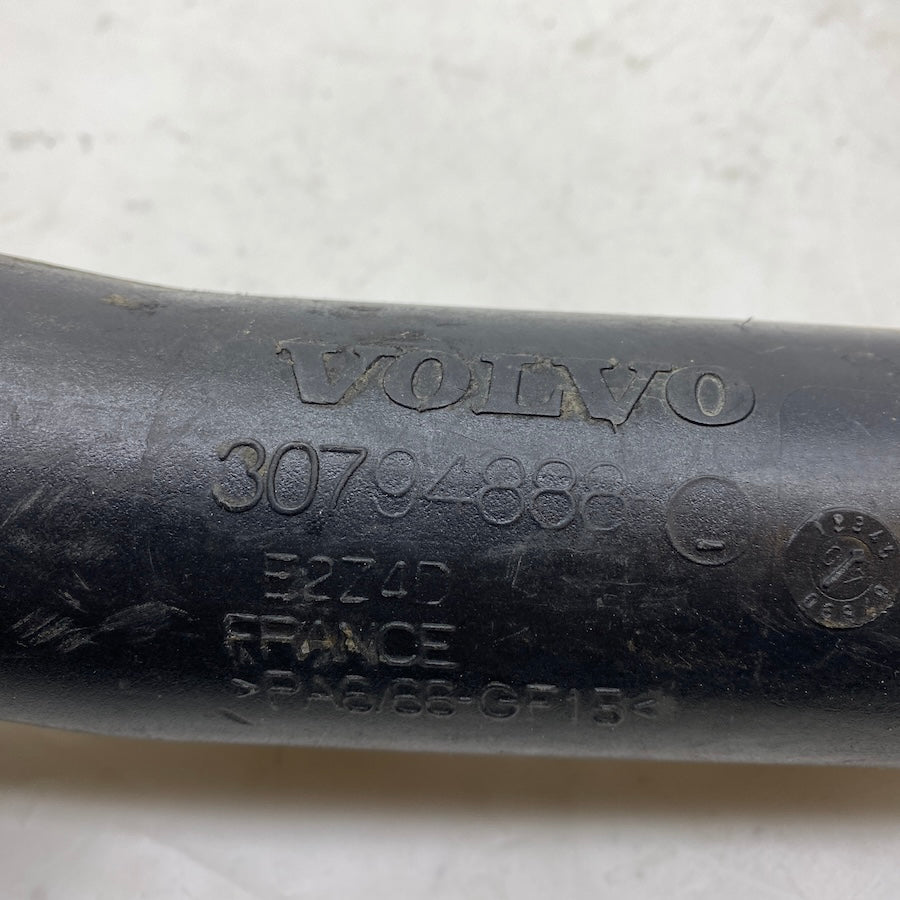 VOLVO
30794888
E2Z4D
FRANCE
>PA6/66-GF15<